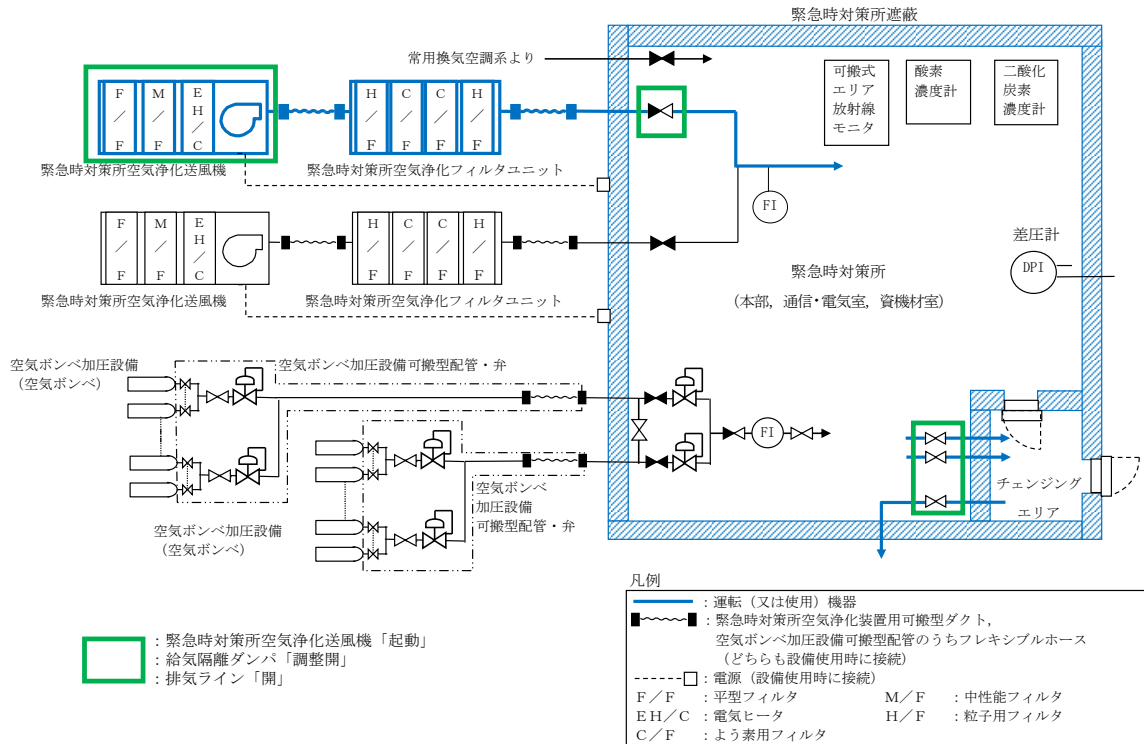 緊急時対策所遮蔽
常用換気空調系より
可搬式
エリア
放射線
モニタ
酸素
濃度計
二酸化
炭素
濃度計
F/F
M/F
EH/C
H/F
C/F
C/F
H/F
緊急時対策所空気浄化送風機
緊急時対策所空気浄化フィルタユニット
FI
F/F
M/F
EH/C
H/F
C/F
C/F
H/F
緊急時対策所空気浄化送風機
緊急時対策所空気浄化フィルタユニット
差圧計
DPI
緊急時対策所
(本部,通信・電気室,資機材室)
空気ボンベ加圧設備
(空気ボンベ)
空気ボンベ加圧設備可搬型配管・弁
FI
空気ボンベ
加圧設備
可搬型配管・弁
空気ボンベ加圧設備
(空気ボンベ)
チェンジング
エリア
凡例
:運転(又は使用)機器
:緊急時対策所空気浄化装置用可搬型ダクト,
空気ボンベ加圧設備可搬型配管のうちフレキシブルホース
(どちらも設備使用時に接続)
:電源(設備使用時に接続)
F/F :平型フィルタ M/F :中性能フィルタ
EH/C :電気ヒータ H/F :粒子用フィルタ
C/F :よう素用フィルタ
:緊急時対策所空気浄化送風機「起動」
:給気隔離ダンパ「調整開」
:排気ライン「開」